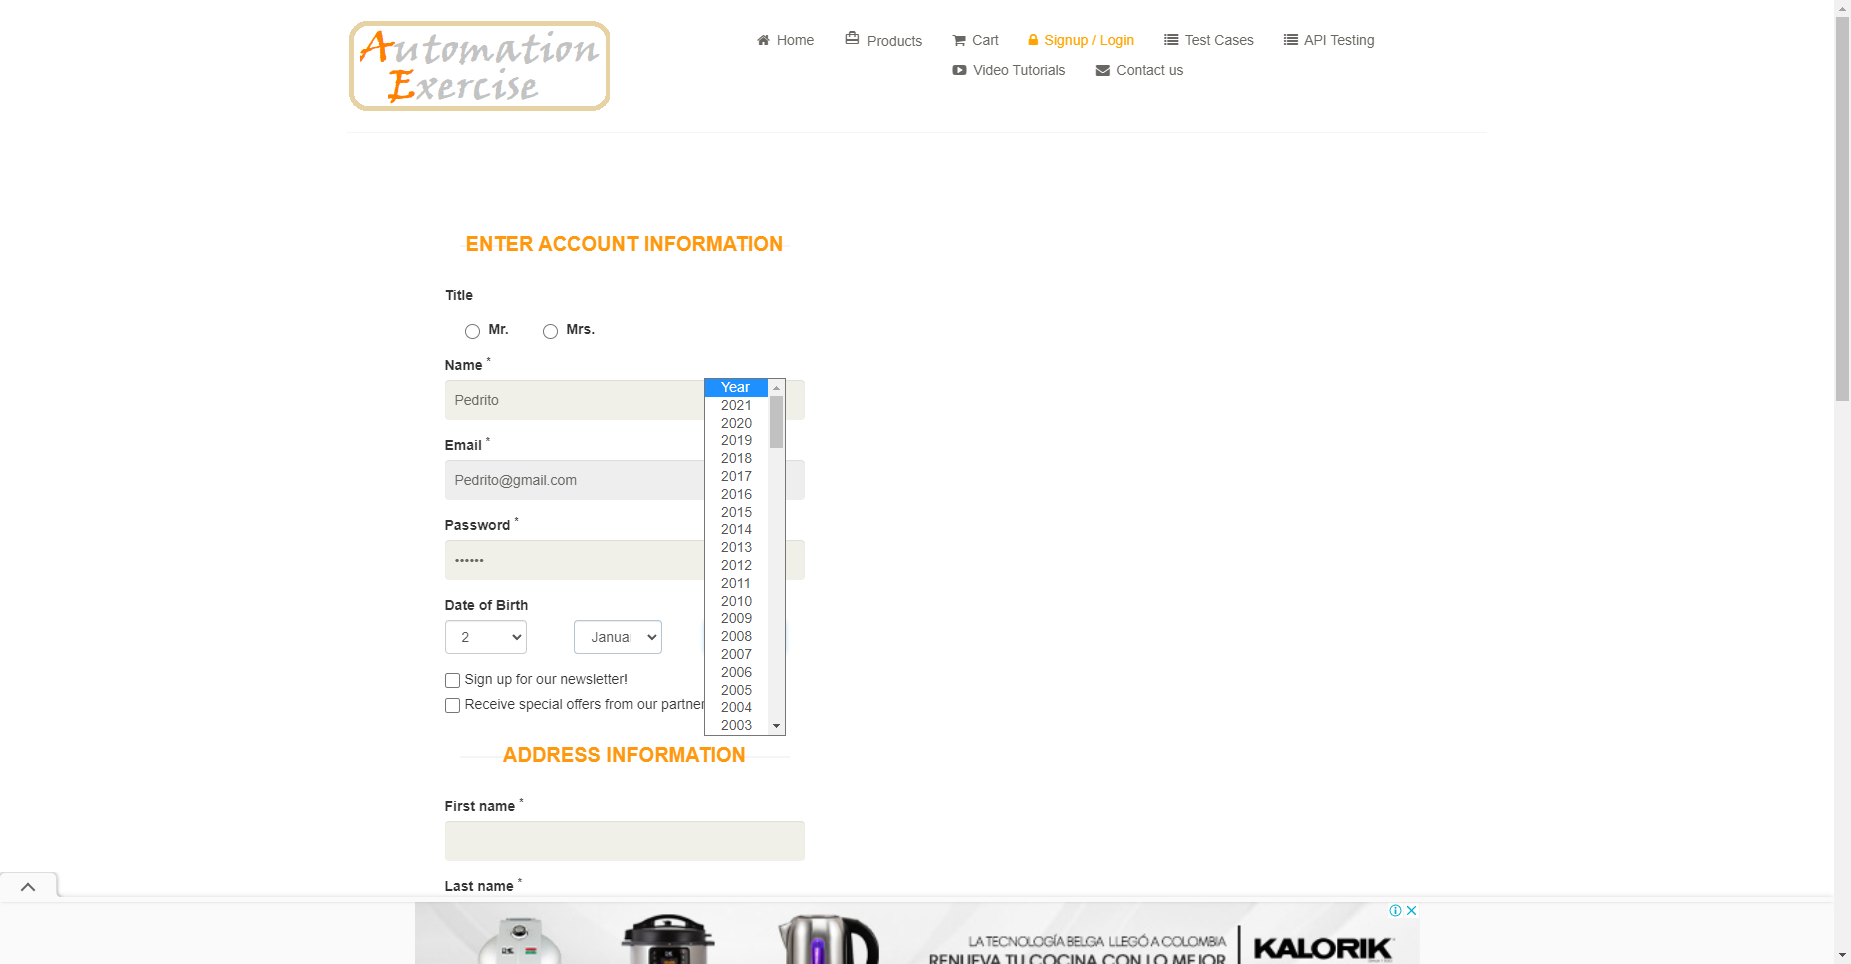 Automation
Exercise
Home
Products
Cart
Signup / Login
Test Cases
API Testing
Video Tutorials
Contact us
ENTER ACCOUNT INFORMATION
Title
Mr.
Mrs.
Name *
Pedrito
Email *
Pedrito@gmail.com
Password *
••••••
Date of Birth
2
Janua
Year
2021
2020
2019
2018
2017
2016
2015
2014
2013
2012
2011
2010
2009
2008
2007
2006
2005
2004
2003
Sign up for our newsletter!
Receive special offers from our partner
ADDRESS INFORMATION
First name *
Last name *
LA TECNOLOGÍA BELGA LLEGÓ A COLOMBIA
RENUEVA TU COCINA CON LO MEJOR
KALORIK